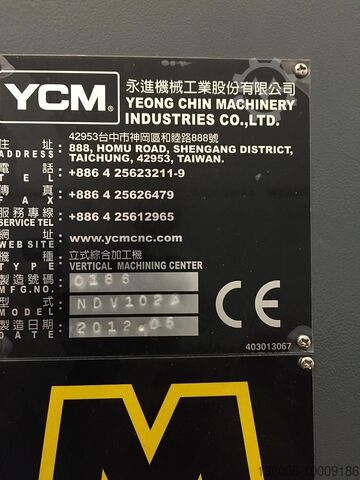 YCM®
永進機械工業股份有限公司
YEONG CHIN MACHINERY
INDUSTRIES CO.,LTD.
住址 : 42953台中市神岡區和睦路888號
ADDRESS 888, HOMU ROAD, SHENGANG DISTRICT,
TAICHUNG, 42953, TAIWAN.
電話 TEL : +886 4 25623211-9
傳真 FAX : +886 4 25626479
服務專線 SERVICE TEL : +886 4 25612965
網址 WEBSITE : www.ycmcnc.com
機種 TYPE : 立式綜合加工機
VERTICAL MACHINING CENTER
製造號碼 MFG.NO. : 0186
型式 MODEL : NDV102A
製造日期 DATE : 2012.05
CE
403013067
M